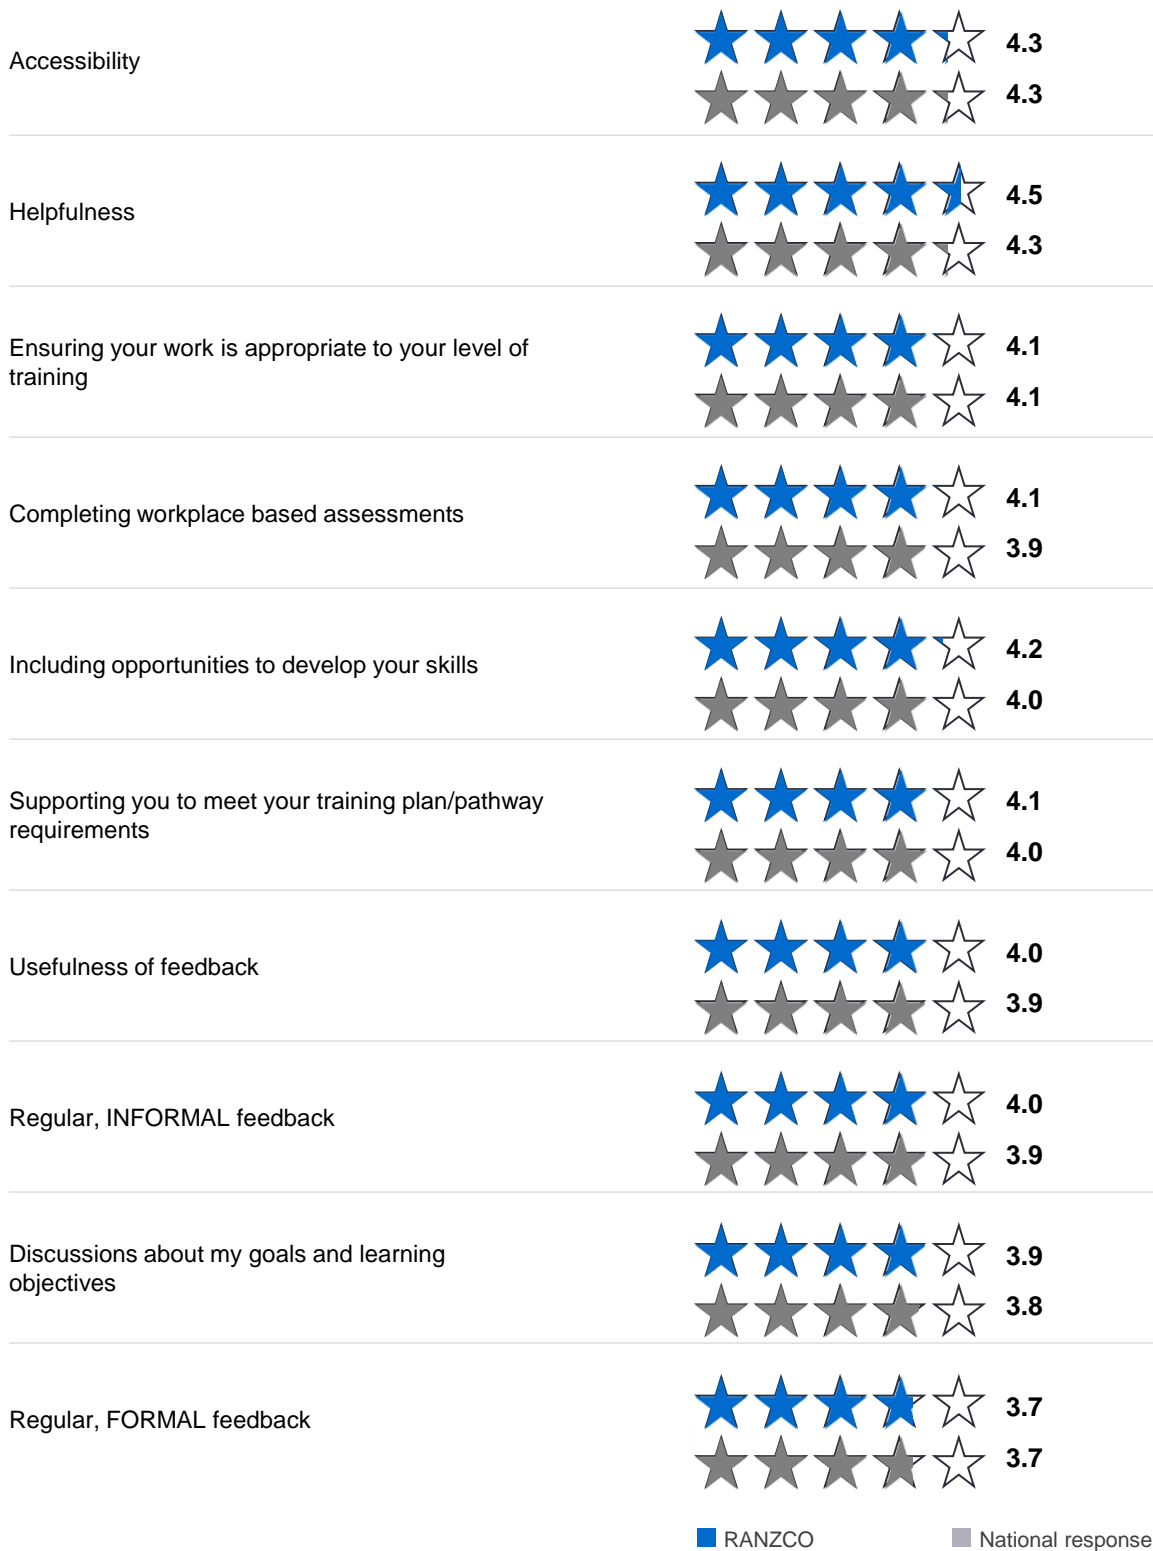 Accessibility
4.3
4.3
Helpfulness
4.5
4.3
Ensuring your work is appropriate to your level of
training
4.1
4.1
Completing workplace based assessments
4.1
3.9
Including opportunities to develop your skills
4.2
4.0
Supporting you to meet your training plan/pathway
requirements
4.1
4.0
Usefulness of feedback
4.0
3.9
Regular, INFORMAL feedback
4.0
3.9
Discussions about my goals and learning
objectives
3.9
3.8
Regular, FORMAL feedback
3.7
3.7
RANZCO National response